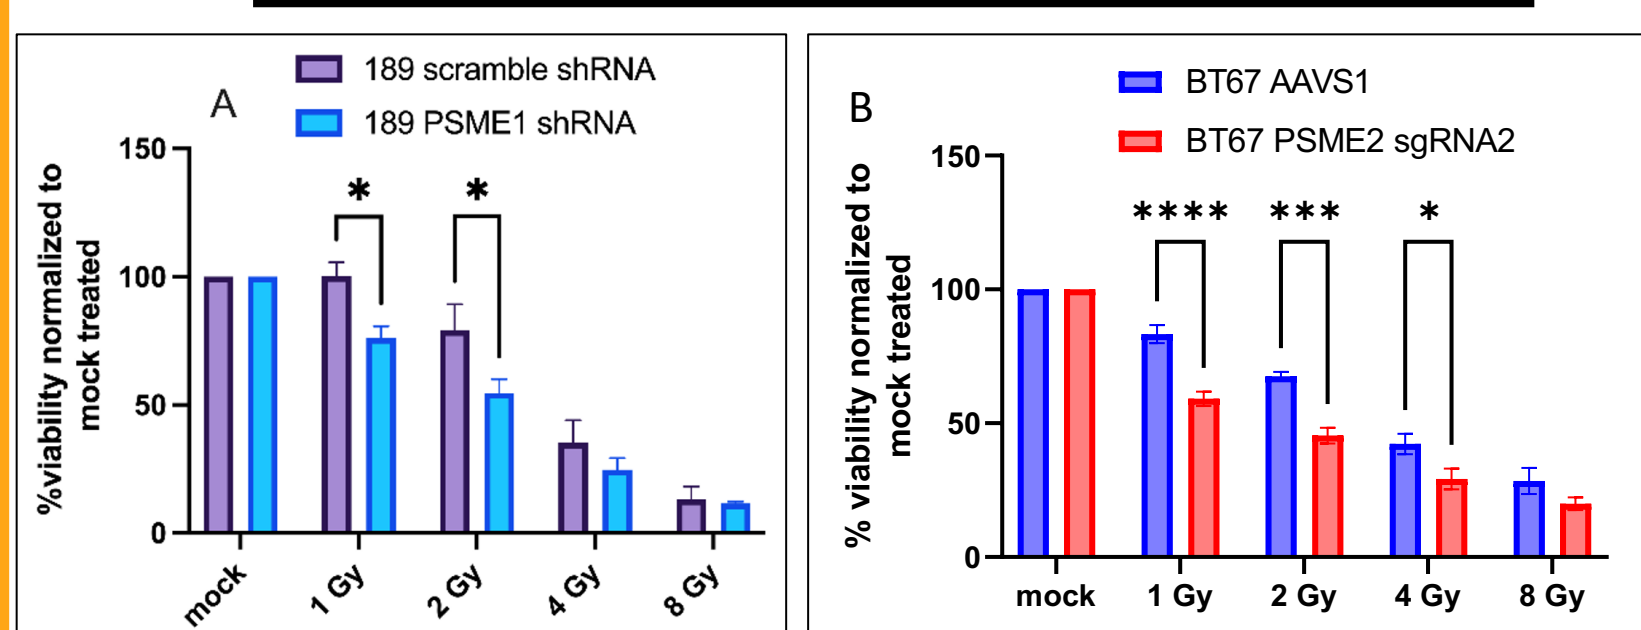 A
189 scramble shRNA
189 PSME1 shRNA
%viability normalized to
mock treated
150
100
50
0
*
*
mock
1 Gy
2 Gy
4 Gy
8 Gy
B
BT67 AAVS1
BT67 PSME2 sgRNA2
% viability normalized to
mock treated
150
100
50
0
****
***
*
mock
1 Gy
2 Gy
4 Gy
8 Gy